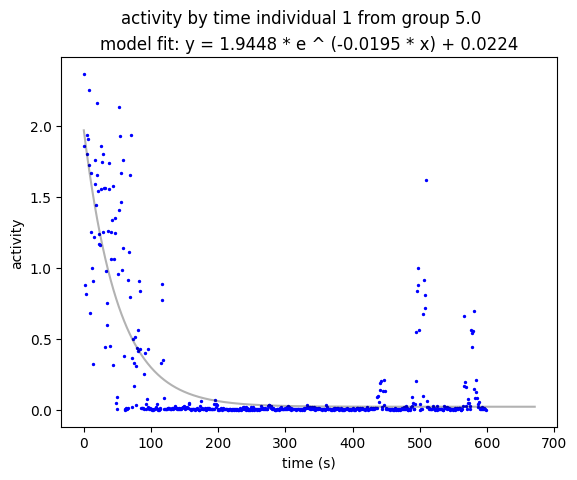 activity by time individual 1 from group 5.0
model fit: y = 1.9448 * e ^ (-0.0195 * x) + 0.0224
activity
2.0
1.5
1.0
0.5
0.0
0 100 200 300 400 500 600 700
time (s)